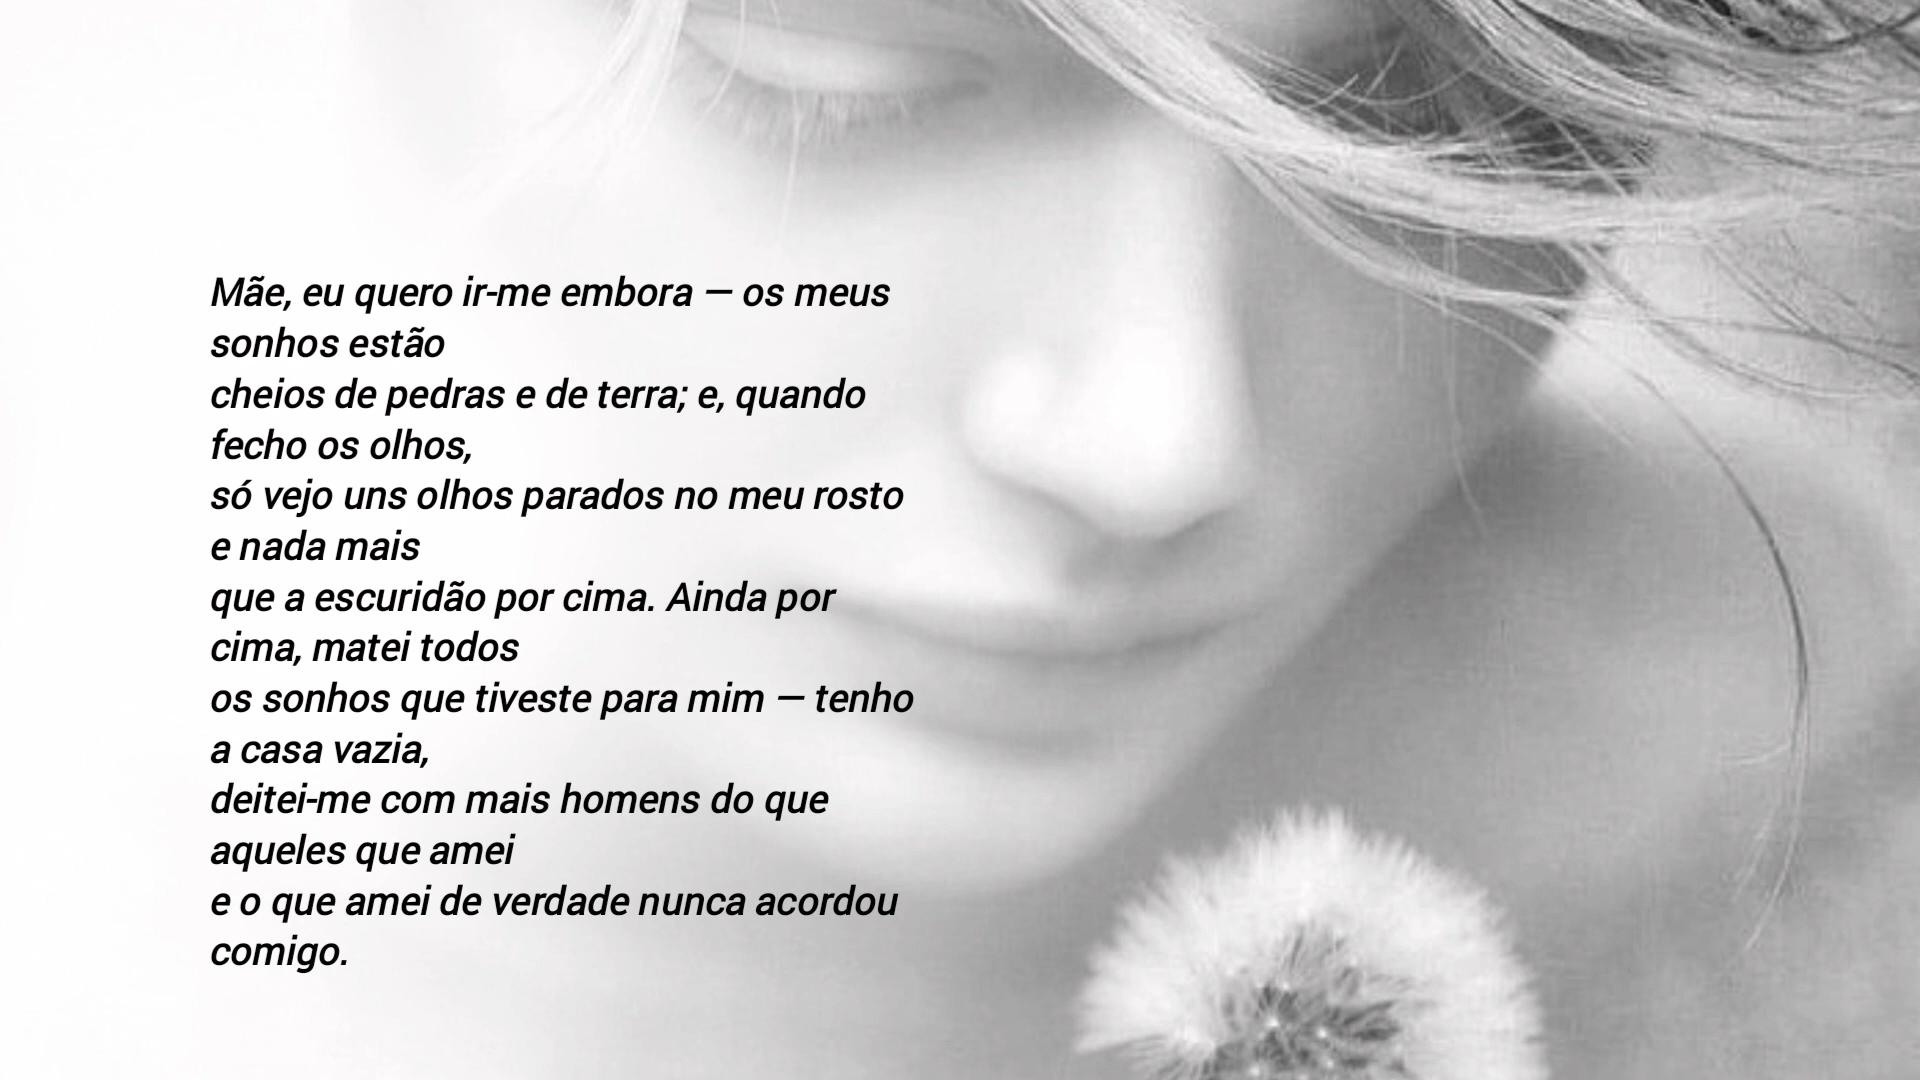 Mãe, eu quero ir-me embora — os meus
sonhos estão
cheios de pedras e de terra; e, quando
fecho os olhos,
só vejo uns olhos parados no meu rosto
e nada mais
que a escuridão por cima. Ainda por
cima, matei todos
os sonhos que tiveste para mim — tenho
a casa vazia,
deitei-me com mais homens do que
aqueles que amei
e o que amei de verdade nunca acordou
comigo.